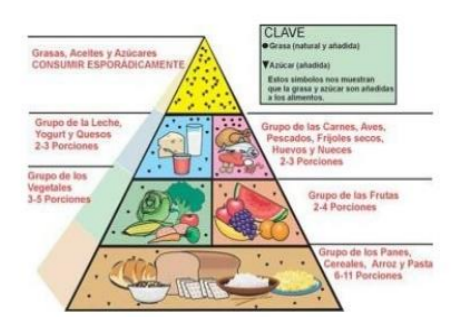 CLAVE
Grasa (natural y añadida)
Azúcar (añadida)
Estos símbolos nos muestran
que la grasa y azúcar son añadidas
a los alimentos.
Grasas, Aceites y Azúcares
CONSUMIR ESPORÁDICAMENTE
Grupo de la Leche,
Yogurt y Quesos
2-3 Porciones
Grupo de las Carnes, Aves,
Pescados, Frijoles secos,
Huevos y Nueces
2-3 Porciones
Grupo de los
Vegetales
3-5 Porciones
Grupo de las Frutas
2-4 Porciones
Grupo de los Panes,
Cereales, Arroz y Pasta
6-11 Porciones